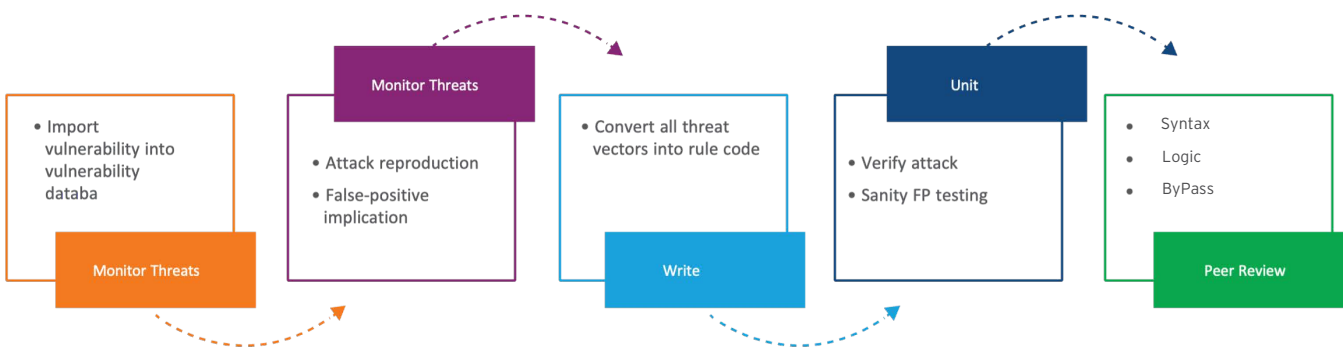 • Import
vulnerability into
vulnerability
databa
Monitor Threats
Monitor Threats
• Attack reproduction
• False-positive
implication
• Convert all threat
vectors into rule code
Write
Unit
• Verify attack
• Sanity FP testing
• Syntax
• Logic
• ByPass
Peer Review